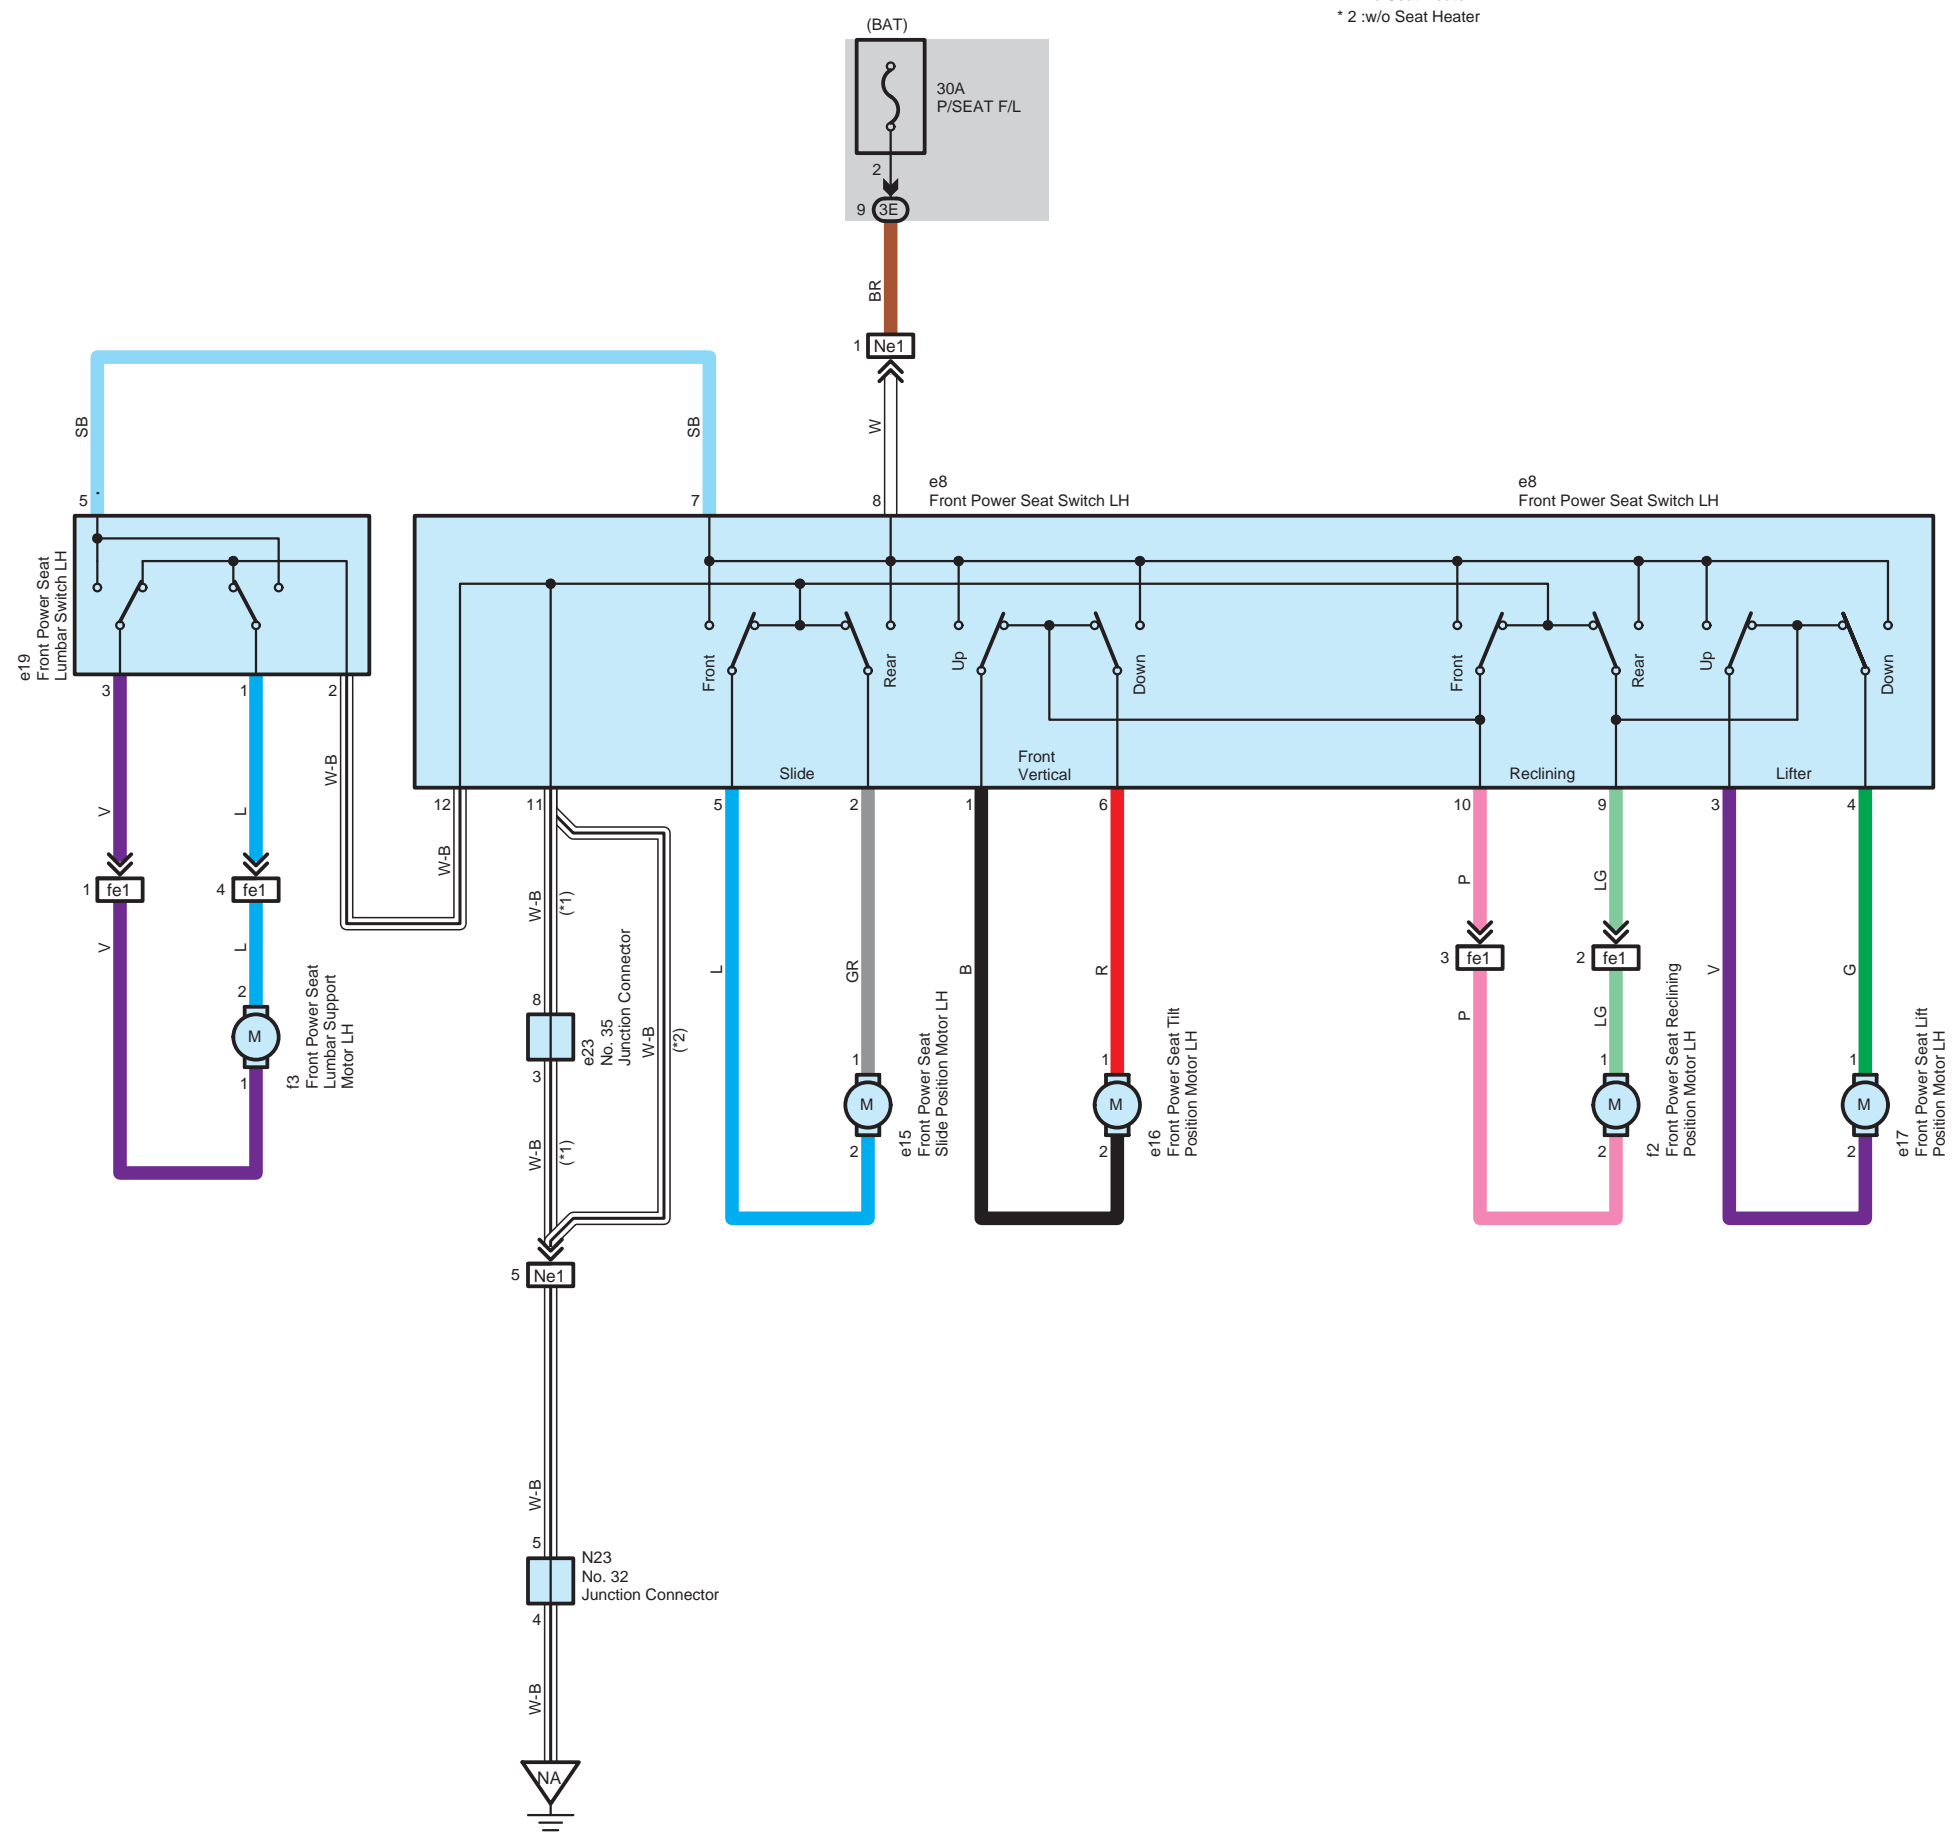 * 2 :w/o Seat Heater
(BAT)
30A
P/SEAT F/L
2
9
3E
BR
1
Ne1
W
SB
SB
5
7
8
e8
Front Power Seat Switch LH
e8
Front Power Seat Switch LH
e19
Front Power Seat
Lumbar Switch LH
Front
Rear
Up
Down
Front
Rear
Up
Down
Slide
Front
Vertical
Reclining
Lifter
3
1
2
12
11
5
2
1
6
10
9
3
4
V
L
W-B
W-B
W-B
(*1)
P
LG
1
fe1
4
fe1
V
L
3
fe1
2
fe1
L
GR
B
R
P
LG
V
G
2
M
1
f3
Front Power Seat
Lumbar Support
Motor LH
8
3
e23
No. 35
Junction Connector
W-B
(*2)
W-B
(*1)
1
M
2
e15
Front Power Seat
Slide Position Motor LH
1
M
2
e16
Front Power Seat Tilt
Position Motor LH
1
M
2
f2
Front Power Seat Reclining
Position Motor LH
1
M
2
e17
Front Power Seat Lift
Position Motor LH
5
Ne1
W-B
5
N23
No. 32
Junction Connector
4
W-B
NA